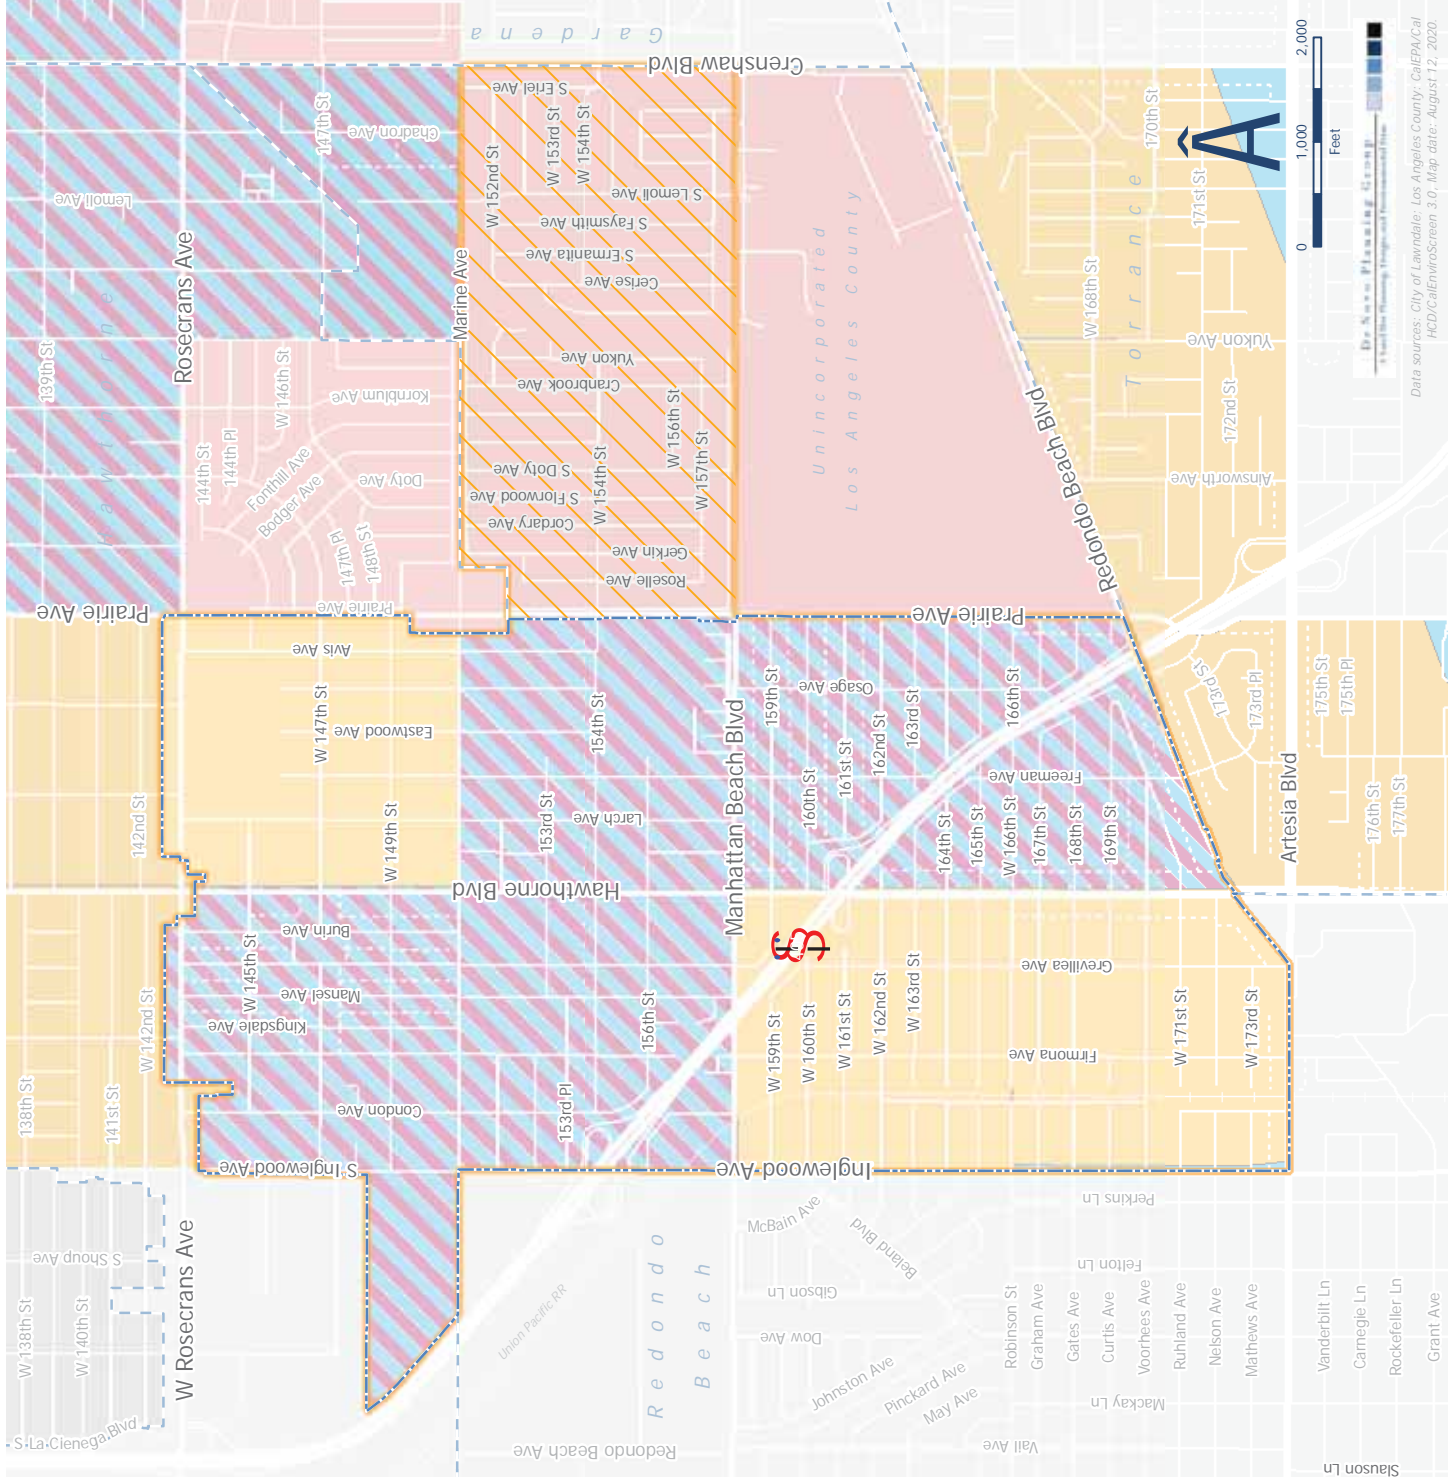 Gardena
Crenshaw Blvd
S Eriel Ave
W 153rd St
W 154th St
W 152nd St
147th St
Chadron Ave
Lemoli Ave
S Lemoli Ave
S Faysmith Ave
S Ermanita Ave
Cerise Ave
Yukon Ave
Cranbrook Ave
Rosecrans Ave
Marine Ave
139th St
W 146th St
Kornblum Ave
144th St
144th Pl
Fonthill Ave
Bodger Ave
Doty Ave
147th Pl
148th St
Prairie Ave
W 156th St
W 157th St
S Doty Ave
S Florwood Ave
Cordary Ave
W 154th St
Gerkin Ave
Roselle Ave
Unincorporated
Los Angeles County
Redondo Beach Blvd
170th St
171st St
Torrance
W 168th St
Yukon Ave
172nd St
Ainsworth Ave
0
1,000
2,000
Feet
De Novo Planning Group
Data sources: City of Lawndale; Los Angeles County; CalEPA/Cal
HCD/CalEnviroScreen 3.0. Map date: August 12, 2020.
Prairie Ave
Prairie Ave
Avis Ave
W 147th St
Eastwood Ave
142nd St
W 149th St
154th St
153rd St
Larch Ave
Hawthorne Blvd
Manhattan Beach Blvd
159th St
Osage Ave
160th St
161st St
162nd St
163rd St
166th St
Freeman Ave
164th St
165th St
W 166th St
167th St
168th St
169th St
173rd St
173rd Pl
175th St
175th Pl
Artesia Blvd
176th St
177th St
Burin Ave
W 145th St
Mansel Ave
Kingsdale Ave
W 142nd St
138th St
141st St
Condon Ave
S Inglewood Ave
156th St
153rd Pl
W 159th St
W 160th St
W 161st St
W 162nd St
W 163rd St
Grevillea Ave
Firmona Ave
W 171st St
W 173rd St
Inglewood Ave
W Rosecrans Ave
S Shoup Ave
W 138th St
W 140th St
S La Cienega Blvd
Union Pacific RR
Redondo
Beach
Redondo Beach Ave
McBain Ave
Beland Blvd
Gibson Ln
Dow Ave
Johnston Ave
Pinckard Ave
May Ave
Vail Ave
Perkins Ln
Felton Ln
Mackay Ln
Robinson St
Graham Ave
Gates Ave
Curtis Ave
Voorhees Ave
Ruhland Ave
Nelson Ave
Mathews Ave
Vanderbilt Ln
Carnegie Ln
Rockefeller Ln
Grant Ave
Slauson Ln